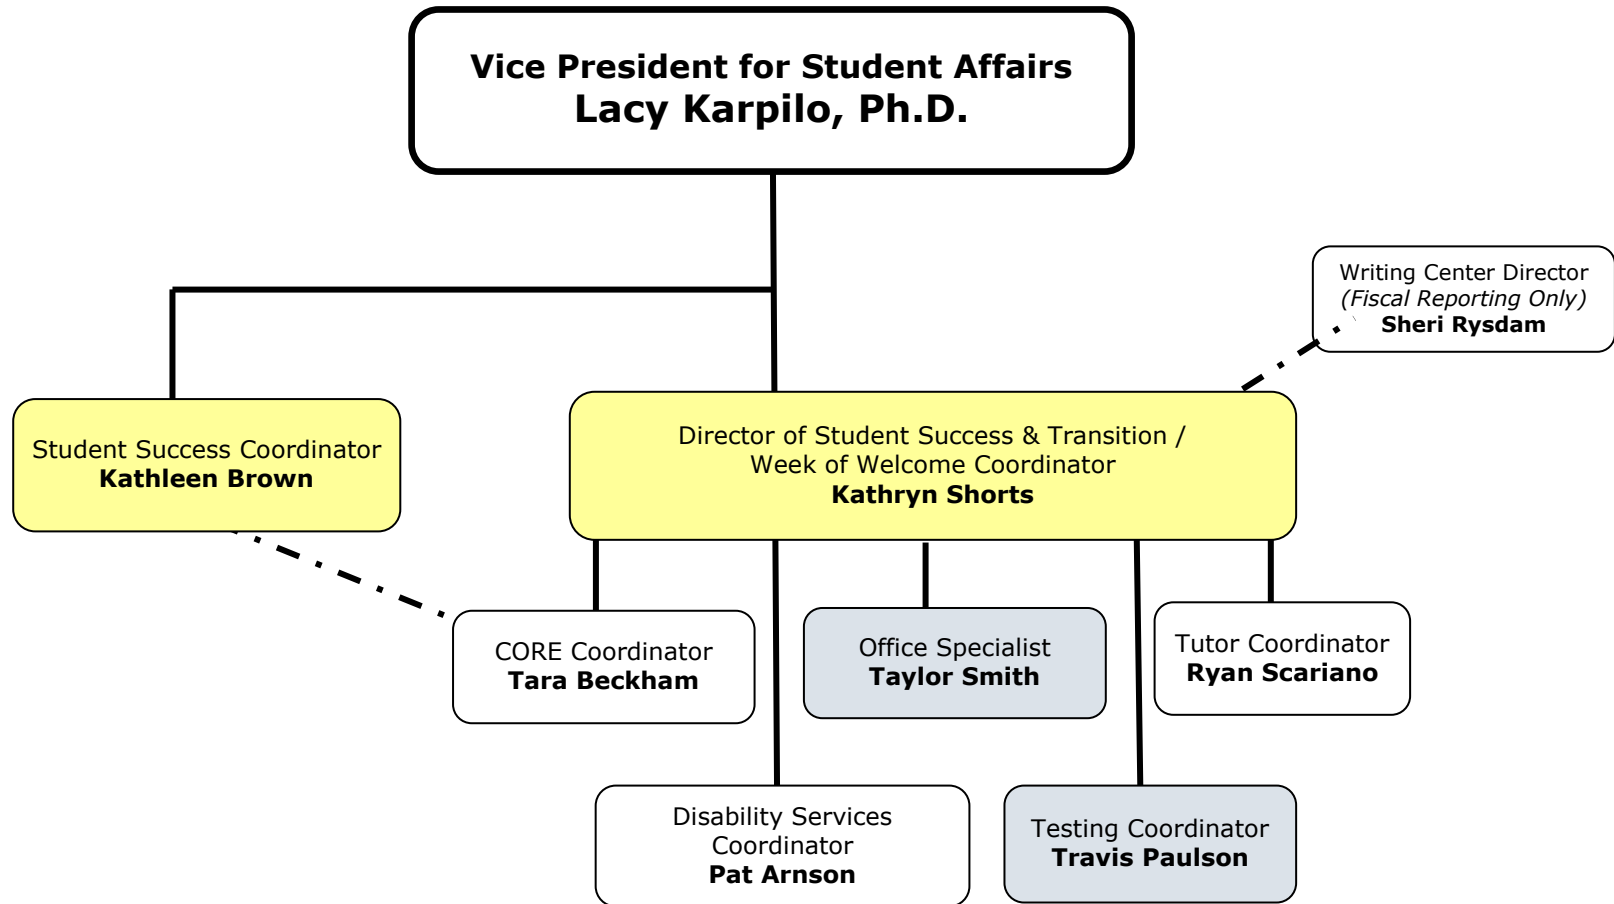 Vice President for Student Affairs
Lacy Karpilo, Ph.D.
Writing Center Director
(Fiscal Reporting Only)
Sheri Rysdam
Student Success Coordinator
Kathleen Brown
Director of Student Success & Transition /
Week of Welcome Coordinator
Kathryn Shorts
CORE Coordinator
Tara Beckham
Office Specialist
Taylor Smith
Tutor Coordinator
Ryan Scariano
Disability Services
Coordinator
Pat Arnson
Testing Coordinator
Travis Paulson